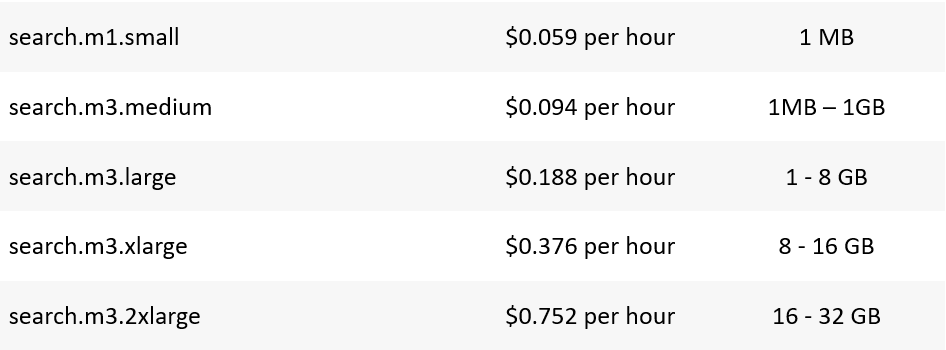 search.m1.small $0.059 per hour 1 MB
search.m3.medium $0.094 per hour 1MB – 1GB
search.m3.large $0.188 per hour 1 - 8 GB
search.m3.xlarge $0.376 per hour 8 - 16 GB
search.m3.2xlarge $0.752 per hour 16 - 32 GB